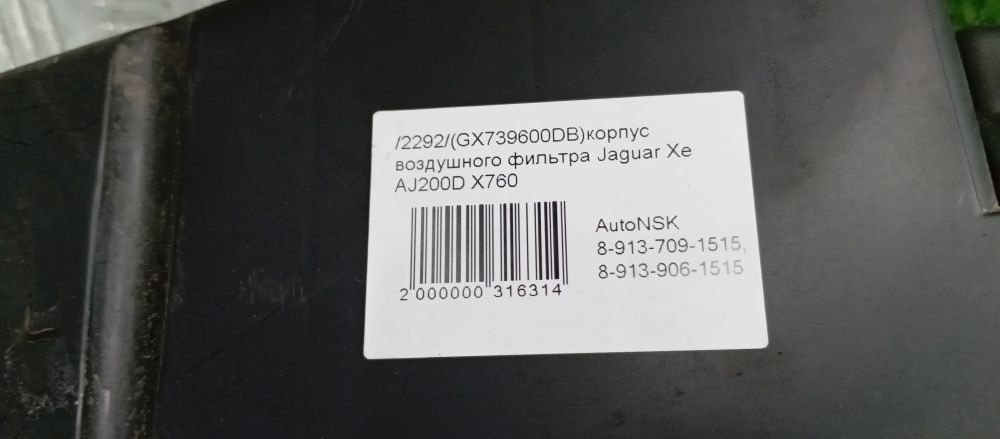 /2292/(GX739600DB)корпус
воздушного фильтра Jaguar Xe
AJ200D X760
AutoNSK
8-913-709-1515,
8-913-906-1515
2 000000 316314